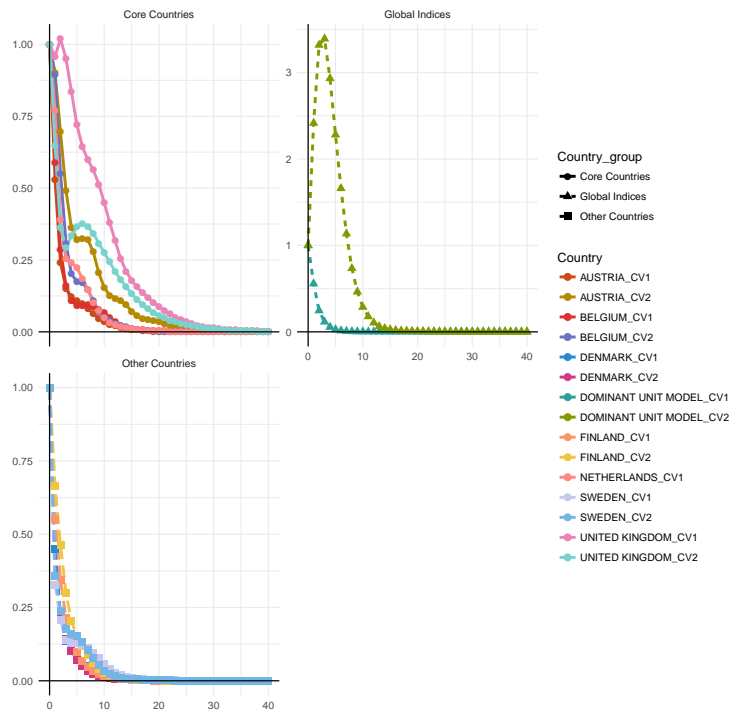 Core Countries
Global Indices
1.00
0.75
0.50
0.25
0.00
3
2
1
0
0
10
20
30
40
Other Countries
1.00
0.75
0.50
0.25
0.00
0
10
20
30
40
Country_group
Core Countries
Global Indices
Other Countries
Country
AUSTRIA_CV1
AUSTRIA_CV2
BELGIUM_CV1
BELGIUM_CV2
DENMARK_CV1
DENMARK_CV2
DOMINANT UNIT MODEL_CV1
DOMINANT UNIT MODEL_CV2
FINLAND_CV1
FINLAND_CV2
NETHERLANDS_CV1
SWEDEN_CV1
SWEDEN_CV2
UNITED KINGDOM_CV1
UNITED KINGDOM_CV2